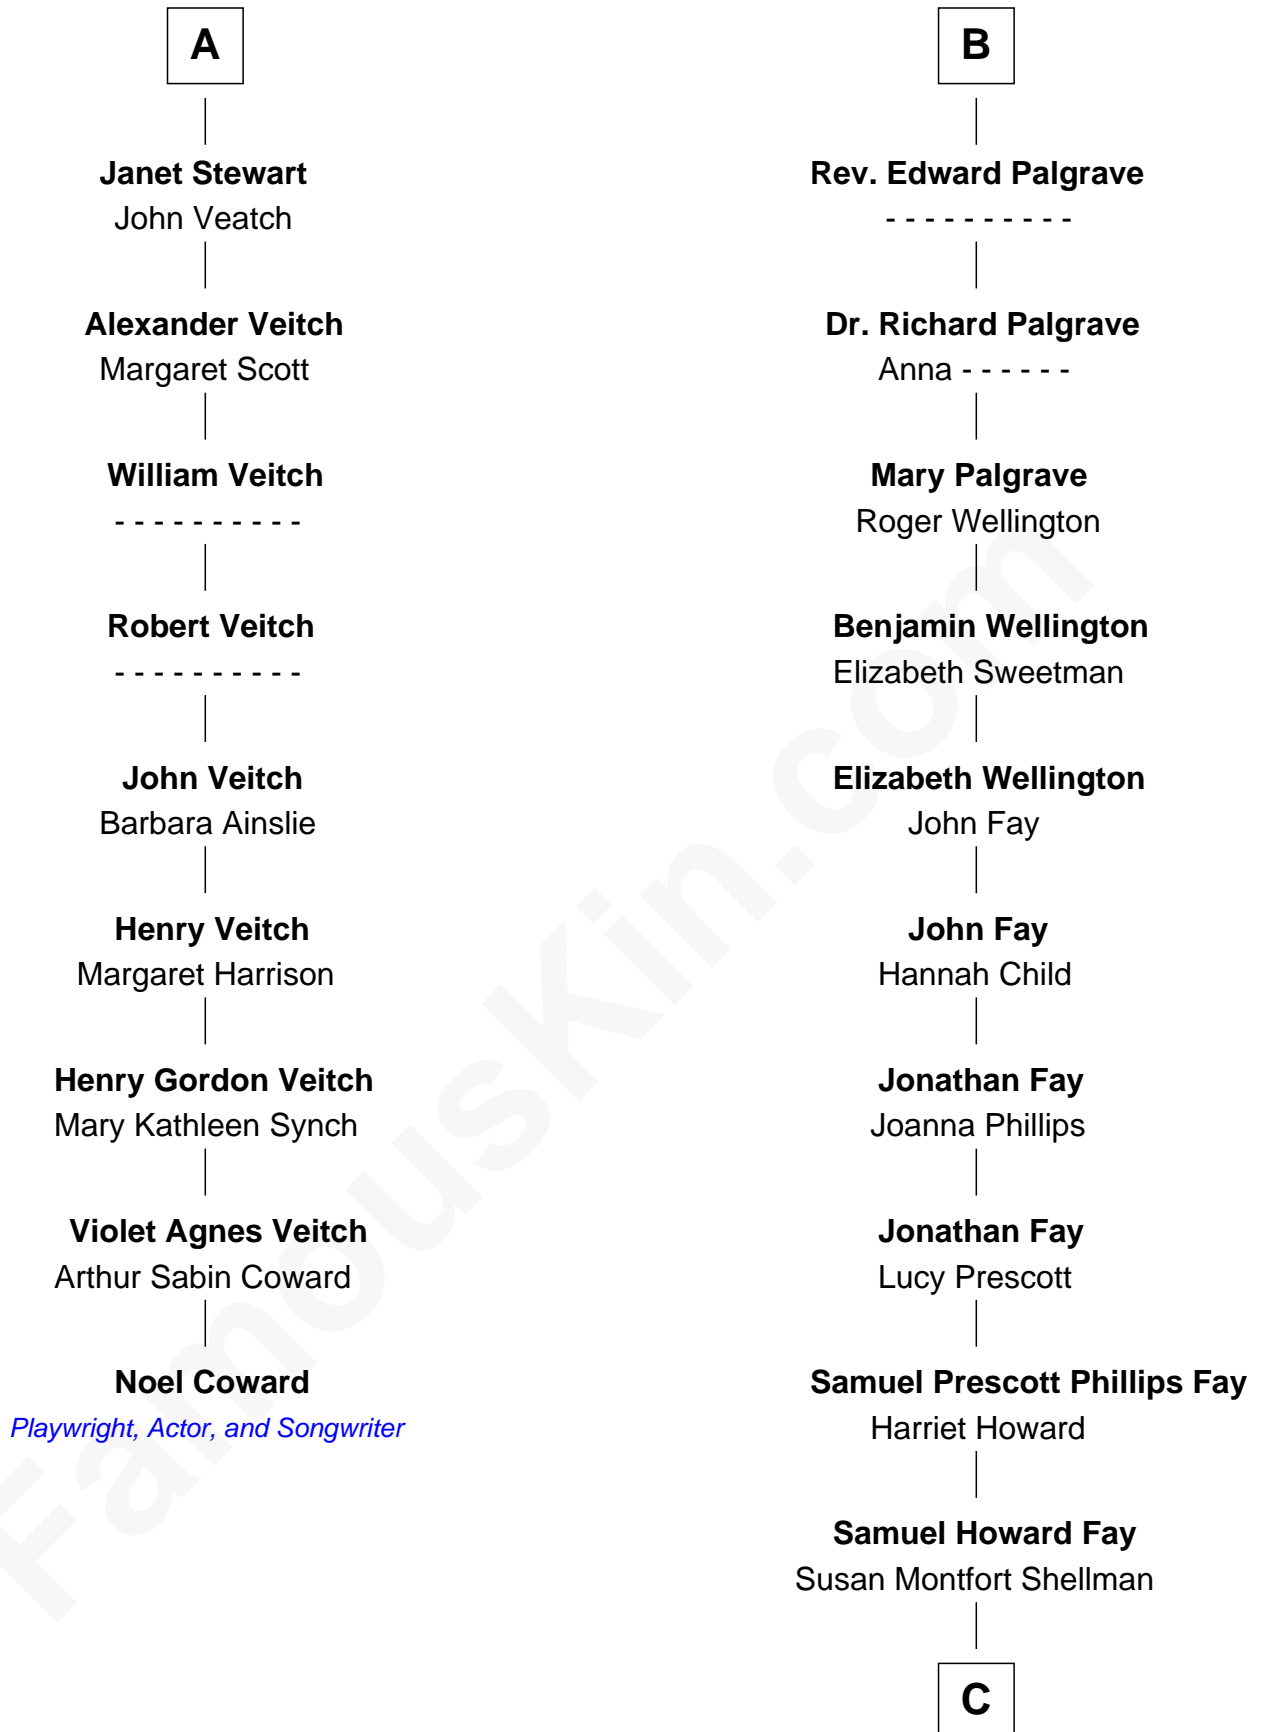 A
Janet Stewart
John Veatch
Alexander Veitch
Margaret Scott
William Veitch
- - - - - - - - - -
Robert Veitch
- - - - - - - - - -
John Veitch
Barbara Ainslie
Henry Veitch
Margaret Harrison
Henry Gordon Veitch
Mary Kathleen Synch
Violet Agnes Veitch
Arthur Sabin Coward
Noel Coward
Playwright, Actor, and Songwriter
B
Rev. Edward Palgrave
- - - - - - - - - -
Dr. Richard Palgrave
Anna - - - - - -
Mary Palgrave
Roger Wellington
Benjamin Wellington
Elizabeth Sweetman
Elizabeth Wellington
John Fay
John Fay
Hannah Child
Jonathan Fay
Joanna Phillips
Jonathan Fay
Lucy Prescott
Samuel Prescott Phillips Fay
Harriet Howard
Samuel Howard Fay
Susan Montfort Shellman
C
FamousKin.com